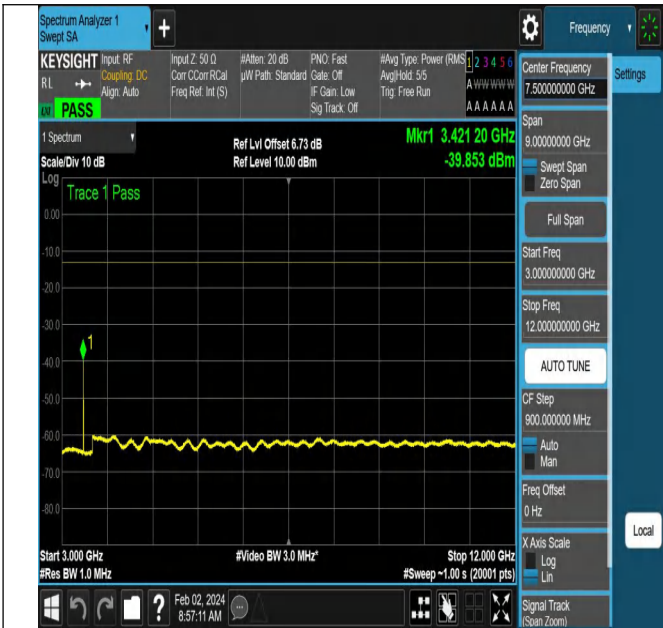 Spectrum Analyzer 1
Swept SA
Frequency
KEYSIGHT
RL
PASS
Input: RF
Coupling: DC
Align: Auto
Input Z: 50 Ω
Corr CCorr RCal
Freq Ref: Int (S)
#Atten: 20 dB
µW Path: Standard
PNO: Fast
Gate: Off
IF Gain: Low
Sig Track: Off
#Avg Type: Power (RMS
Avg|Hold: 5/5
Trig: Free Run
1 2 3 4 5 6
A W W W W W
A A A A A A
1 Spectrum
Scale/Div 10 dB
Log
Ref Lvl Offset 6.73 dB
Ref Level 10.00 dBm
Mkr1 3.421 20 GHz
-39.853 dBm
Trace 1 Pass
0.00
-10.0
-20.0
-30.0
1
-40.0
-50.0
-60.0
-70.0
-80.0
Start 3.000 GHz
#Res BW 1.0 MHz
#Video BW 3.0 MHz*
Stop 12.000 GHz
#Sweep ~1.00 s (20001 pts)
?
Feb 02, 2024
8:57:11 AM
Center Frequency
7.500000000 GHz
Settings
Span
9.00000000 GHz
Swept Span
Zero Span
Full Span
Start Freq
3.000000000 GHz
Stop Freq
12.000000000 GHz
AUTO TUNE
CF Step
900.000000 MHz
Auto
Man
Freq Offset
0 Hz
Local
X Axis Scale
Log
Lin
Signal Track
(Span Zoom)